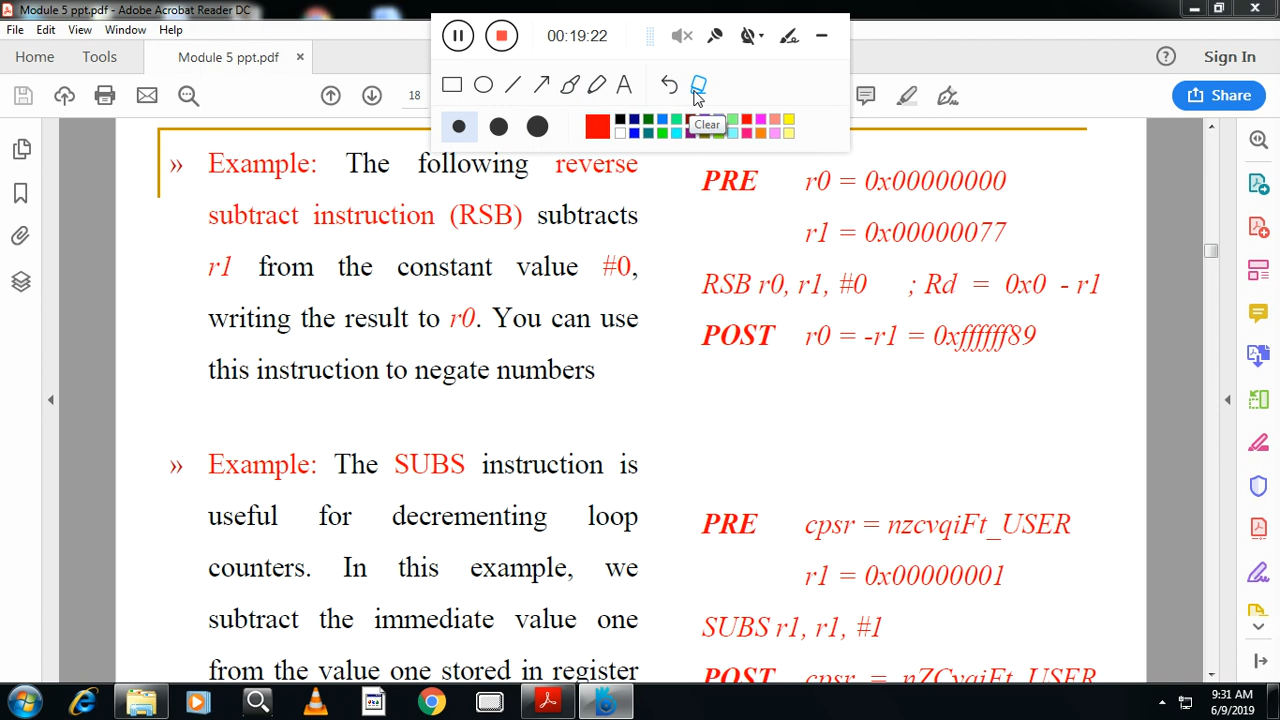 Module 5 ppt.pdf - Adobe Acrobat Reader DC
File Edit View Window Help
00:19:22
Home Tools Module 5 ppt.pdf × Sign In
18
A
Share
Clear
» Example: The following reverse
subtract instruction (RSB) subtracts
r1 from the constant value #0,
writing the result to r0. You can use
this instruction to negate numbers
PRE r0 = 0x00000000
r1 = 0x00000077
RSB r0, r1, #0 ; Rd = 0x0 - r1
POST r0 = -r1 = 0xffffff89
» Example: The SUBS instruction is
useful for decrementing loop
counters. In this example, we
subtract the immediate value one
from the value one stored in register
PRE cpsr = nzcvqiFt_USER
r1 = 0x00000001
SUBS r1, r1, #1
POST cpsr = nZCvqiFt_USER
9:31 AM
6/9/2019